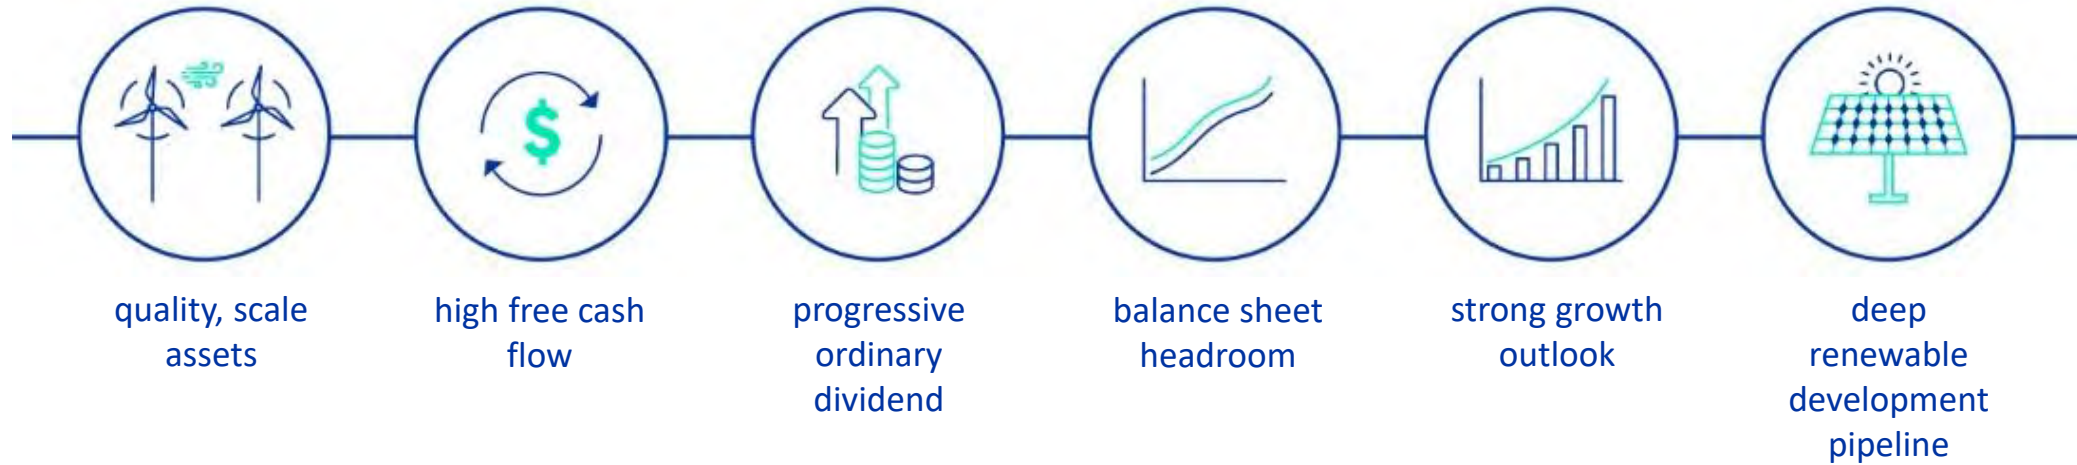 quality, scale
assets
high free cash
flow
progressive
ordinary
dividend
balance sheet
headroom
strong growth
outlook
deep
renewable
development
pipeline